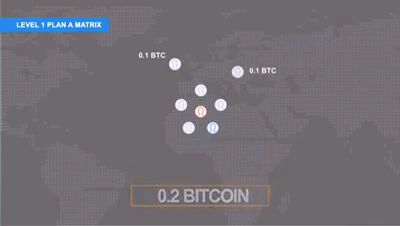 LEVEL 1 PLAN A MATRIX
0.1 BTC
0.1 BTC
0.2 BITCOIN